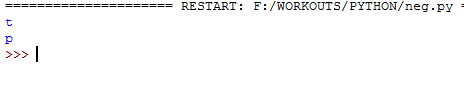 ===================== RESTART: F:/WORKOUTS/PYTHON/neg.py =
t
p
>>>